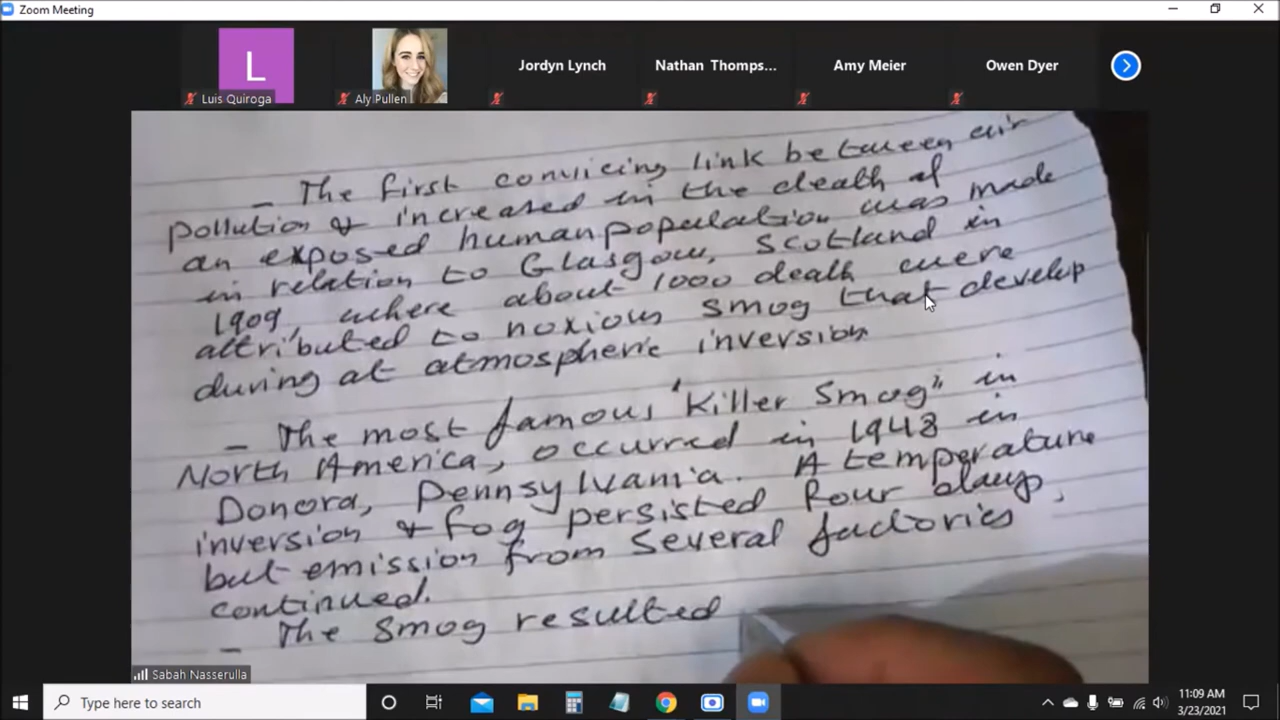 Zoom Meeting
L
Luis Quiroga
Aly Pullen
Jordyn Lynch
Nathan Thomps...
Amy Meier
Owen Dyer
- The first convicing link between air
pollution & increased in the death of
an exposed human population was made
in relation to Glasgow, Scotland in
1909, where about 1000 death were
attributed to noxious smog that develop
during at atmospheric inversion
- The most famous "Killer Smog" in
North America, occurred in 1948 in
Donora, Pennsylvania. A temperature
inversion & fog persisted four days,
but emission from several factories
continued.
- The smog resulted
Sabah Nasserulla
Type here to search
11:09 AM
3/23/2021